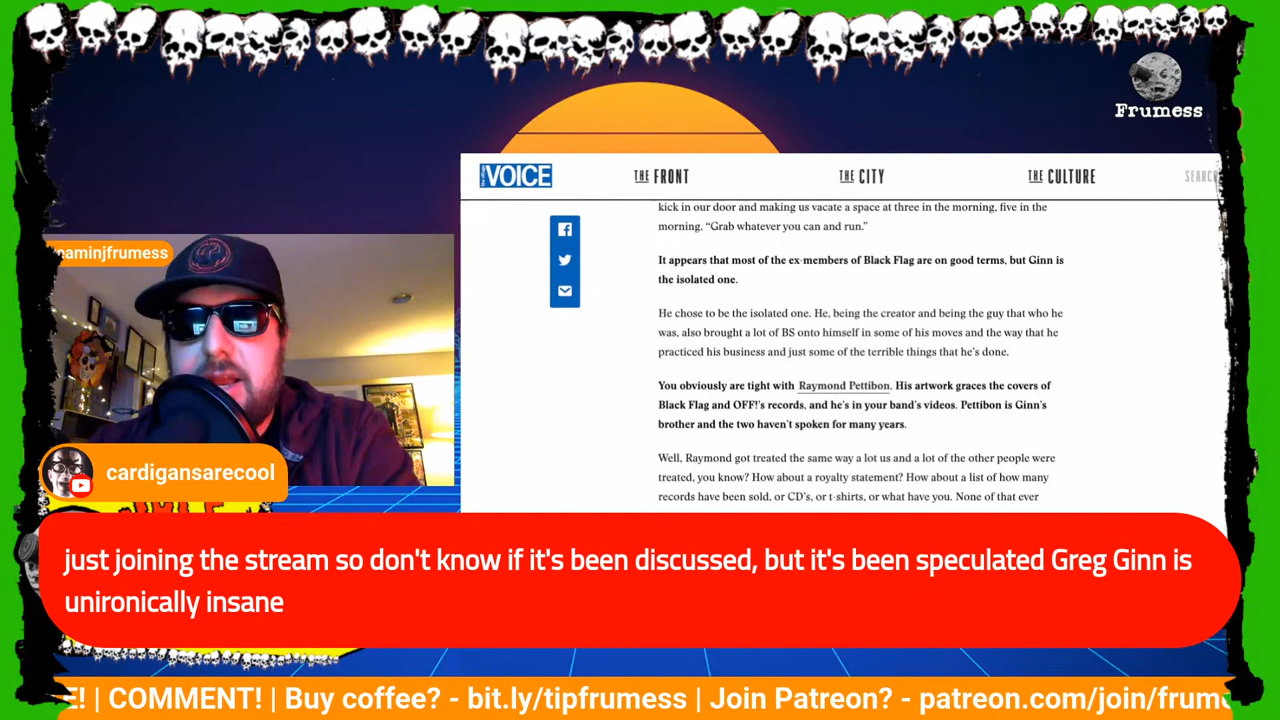 Frumess
the village VOICE
THE FRONT
THE CITY
THE CULTURE
SEARC
kick in our door and making us vacate a space at three in the morning, five in the
morning. “Grab whatever you can and run.”
It appears that most of the ex-members of Black Flag are on good terms, but Ginn is
the isolated one.
He chose to be the isolated one. He, being the creator and being the guy that who he
was, also brought a lot of BS onto himself in some of his moves and the way that he
practiced his business and just some of the terrible things that he’s done.
You obviously are tight with Raymond Pettibon. His artwork graces the covers of
Black Flag and OFF!’s records, and he’s in your band’s videos. Pettibon is Ginn’s
brother and the two haven’t spoken for many years.
Well, Raymond got treated the same way a lot us and a lot of the other people were
treated, you know? How about a royalty statement? How about a list of how many
records have been sold, or CD’s, or t-shirts, or what have you. None of that ever
eaminjfrumess
cardigansarecool
just joining the stream so don't know if it's been discussed, but it's been speculated Greg Ginn is
unironically insane
E! | COMMENT! | Buy coffee? - bit.ly/tipfrumess | Join Patreon? - patreon.com/join/frume